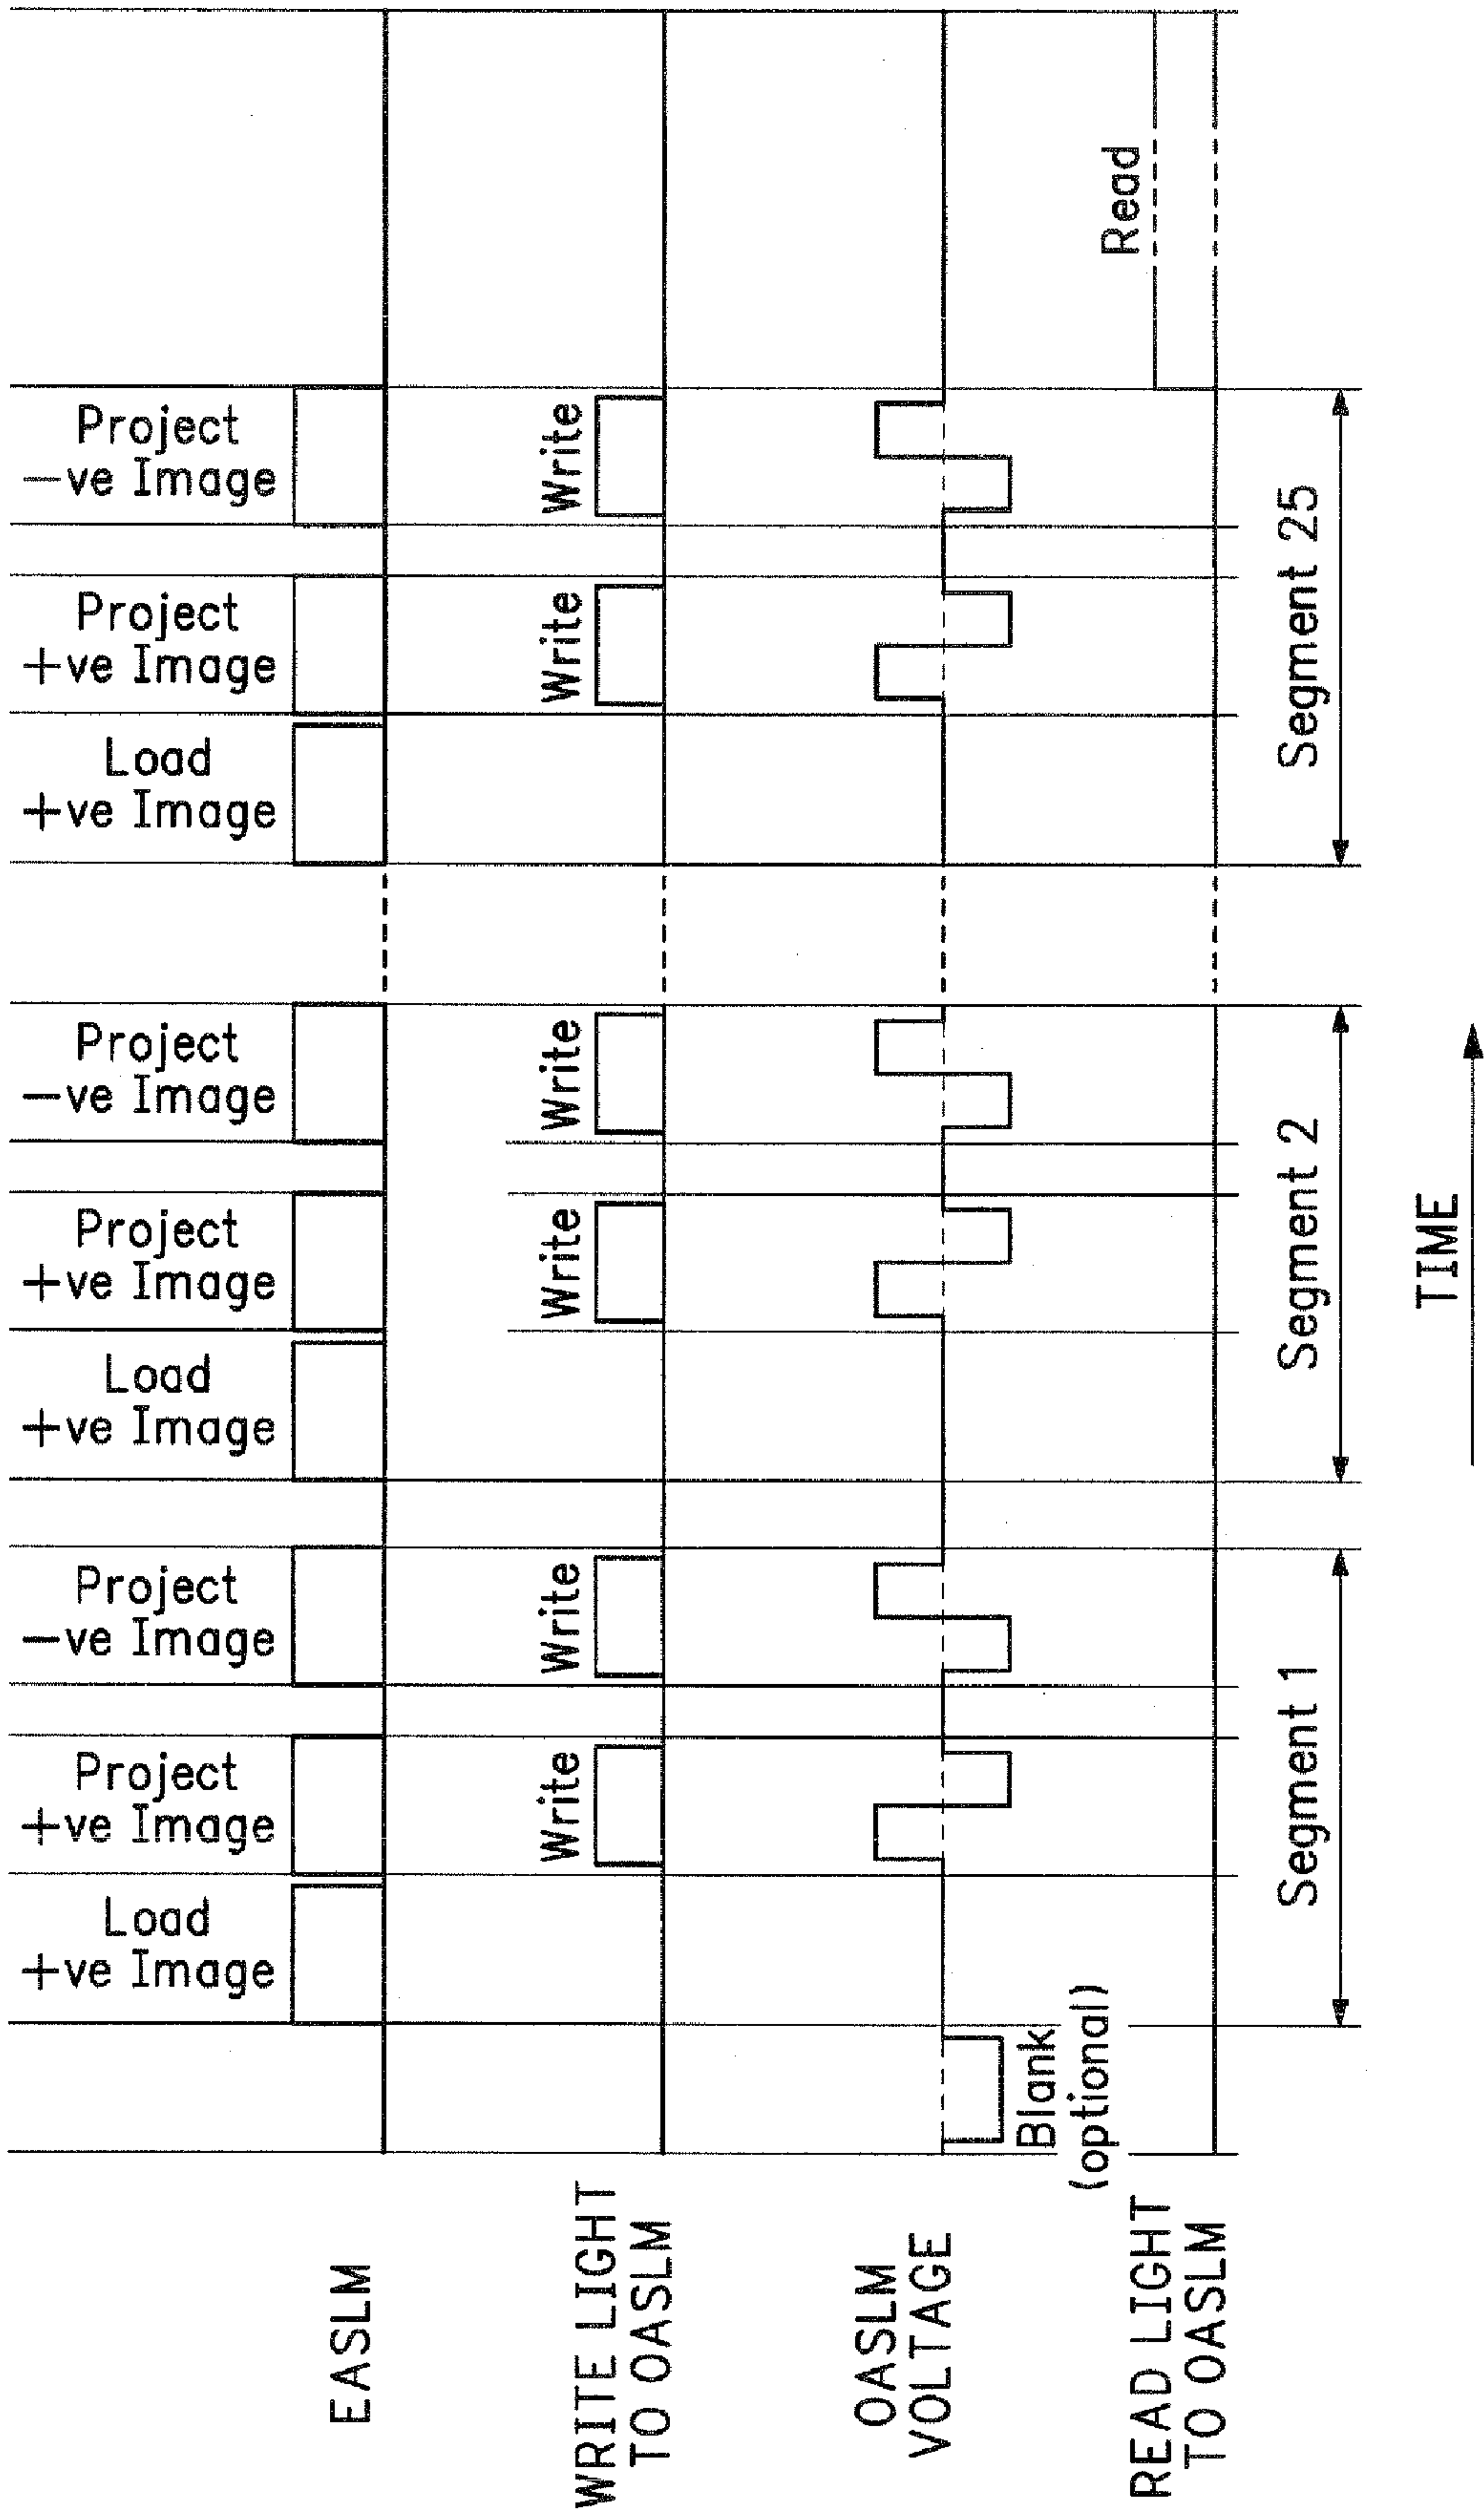 Load
+ve Image
Project
+ve Image
Project
−ve Image
Load
+ve Image
Project
+ve Image
Project
−ve Image
Load
+ve Image
Project
+ve Image
Project
−ve Image
EASLM
WRITE LIGHT
TO OASLM
Write
Write
Write
Write
Write
Write
OASLM
VOLTAGE
Blank
(optional)
READ LIGHT
TO OASLM
Read
Segment 1
Segment 2
Segment 25
TIME